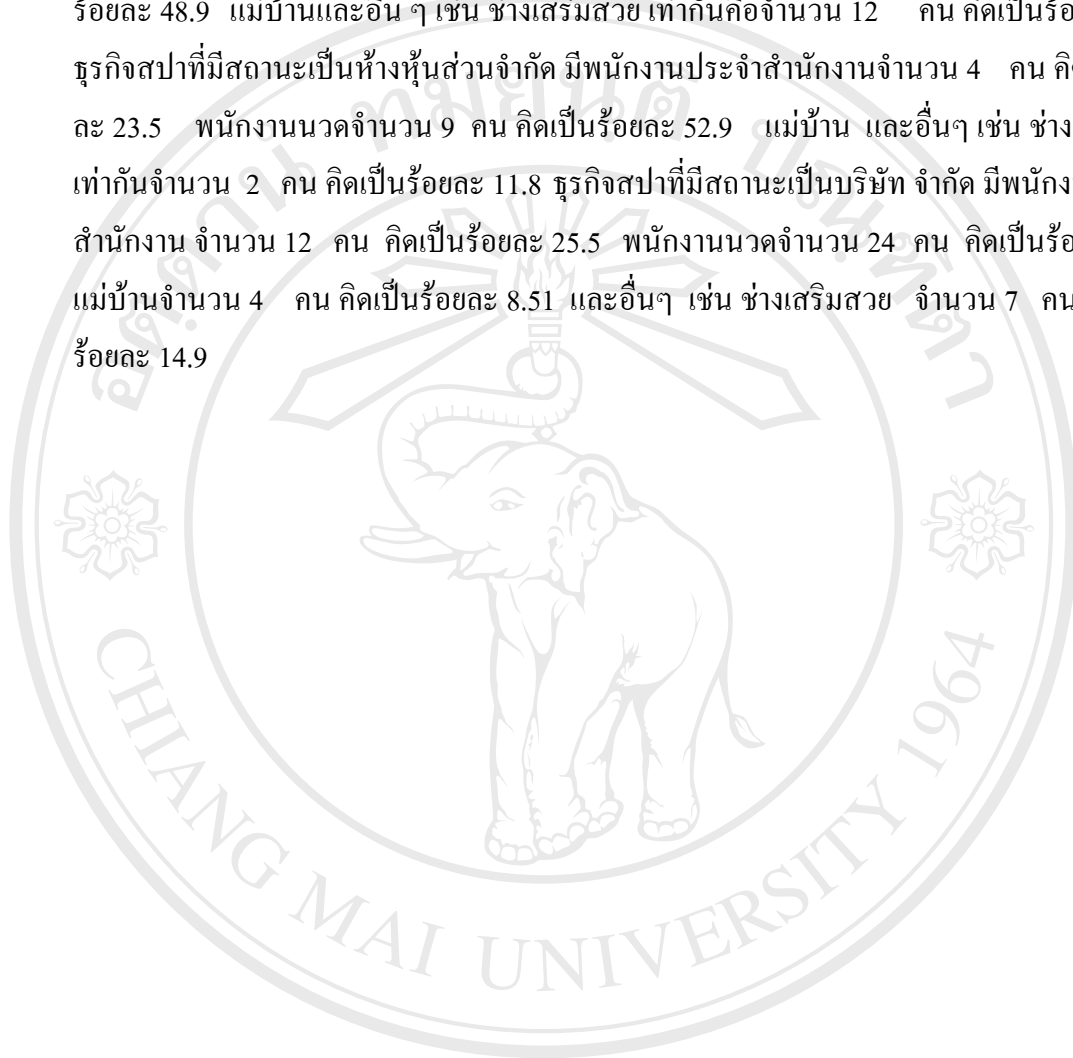 ร้อยละ 48.9 แม่บ้านและอื่น ๆ เช่น ช่างเสริมสวย เท่ากันคือจำนวน 12 คน คิดเป็นร้อ
ธุรกิจสปาที่มีสถานะเป็นห้างหุ้นส่วนจำกัด มีพนักงานประจำสำนักงานจำนวน 4 คน คิ
ละ 23.5 พนักงานนวดจำนวน 9 คน คิดเป็นร้อยละ 52.9 แม่บ้าน และอื่นๆ เช่น ช่าง
เท่ากันจำนวน 2 คน คิดเป็นร้อยละ 11.8 ธุรกิจสปาที่มีสถานะเป็นบริษัท จำกัด มีพนักง
สำนักงาน จำนวน 12 คน คิดเป็นร้อยละ 25.5 พนักงานนวดจำนวน 24 คน คิดเป็นร้อ
แม่บ้านจำนวน 4 คน คิดเป็นร้อยละ 8.51 และอื่นๆ เช่น ช่างเสริมสวย จำนวน 7 คน
ร้อยละ 14.9
อตฺตานํ ทมยนฺติ ปณฺฑิตา
CHIANG MAI UNIVERSITY 1964